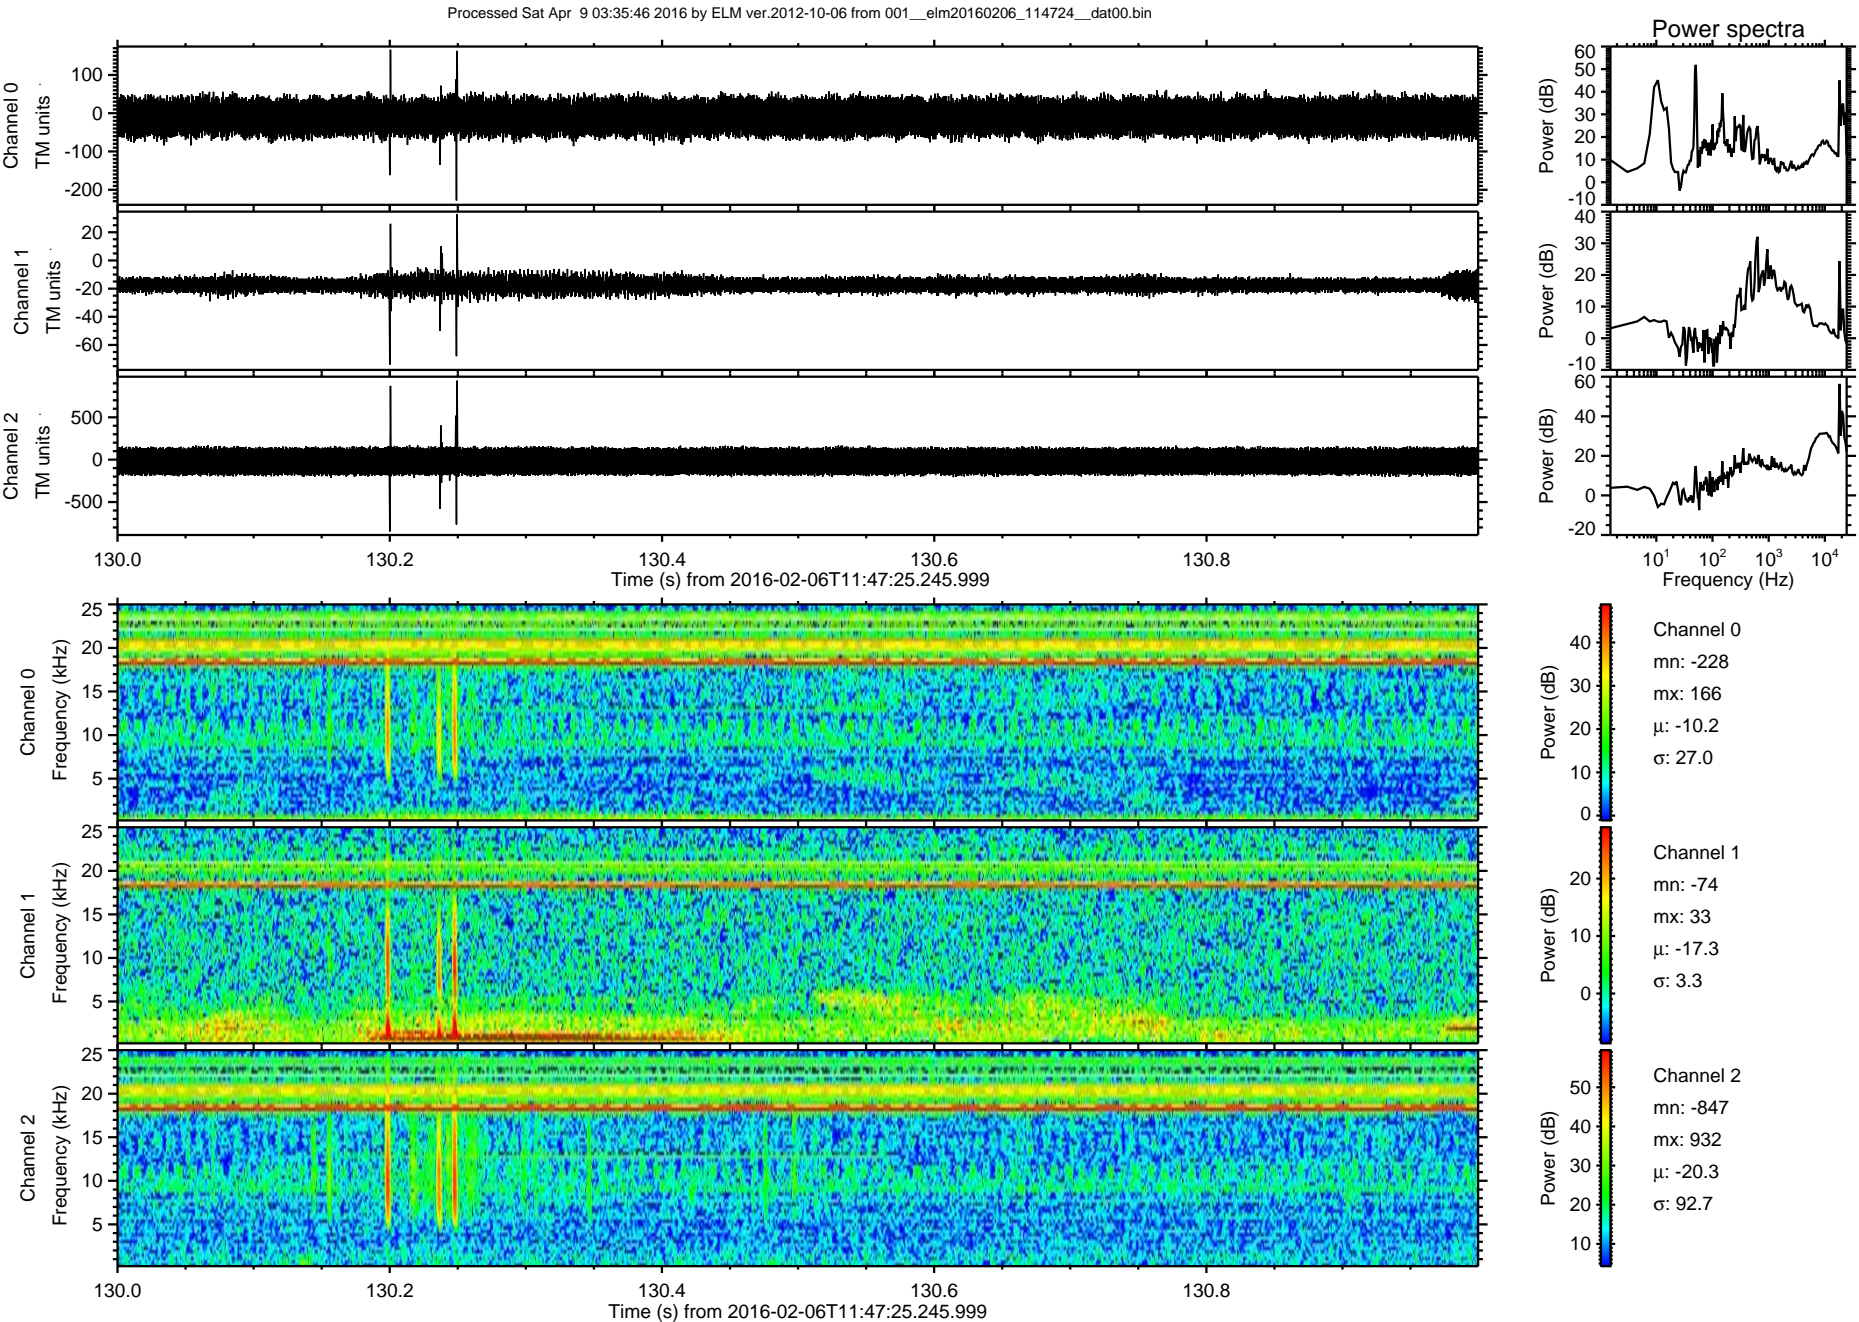 Processed Sat Apr  9 03:35:46 2016 by ELM ver.2012-10-06 from 001__elm20160206_114724__dat00.bin
Power spectra
Channel 0
TM units
100
0
-100
-200
Power (dB)
60
50
40
30
20
10
0
-10
Channel 1
TM units
20
0
-20
-40
-60
Power (dB)
40
30
20
10
0
-10
Channel 2
TM units
500
0
-500
Power (dB)
60
40
20
0
-20
130.0 130.2 130.4 130.6 130.8
Time (s) from 2016-02-06T11:47:25.245.999
10^1 10^2 10^3 10^4
Frequency (Hz)
Channel 0
Frequency (kHz)
25
20
15
10
5
Power (dB)
40
30
20
10
0
Channel 0
mn: -228
mx: 166
μ: -10.2
σ: 27.0
Channel 1
Frequency (kHz)
25
20
15
10
5
Power (dB)
20
10
0
Channel 1
mn: -74
mx: 33
μ: -17.3
σ: 3.3
Channel 2
Frequency (kHz)
25
20
15
10
5
Power (dB)
50
40
30
20
10
Channel 2
mn: -847
mx: 932
μ: -20.3
σ: 92.7
130.0 130.2 130.4 130.6 130.8
Time (s) from 2016-02-06T11:47:25.245.999